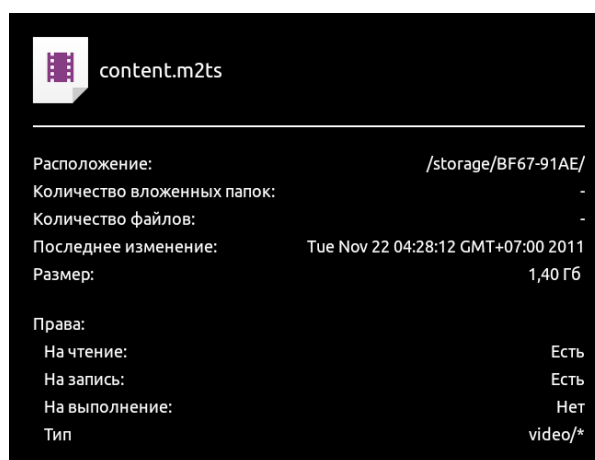 content.m2ts
Расположение: /storage/BF67-91AE/
Количество вложенных папок: -
Количество файлов: -
Последнее изменение: Tue Nov 22 04:28:12 GMT+07:00 2011
Размер: 1,40 Гб
Права:
На чтение: Есть
На запись: Есть
На выполнение: Нет
Тип video/*